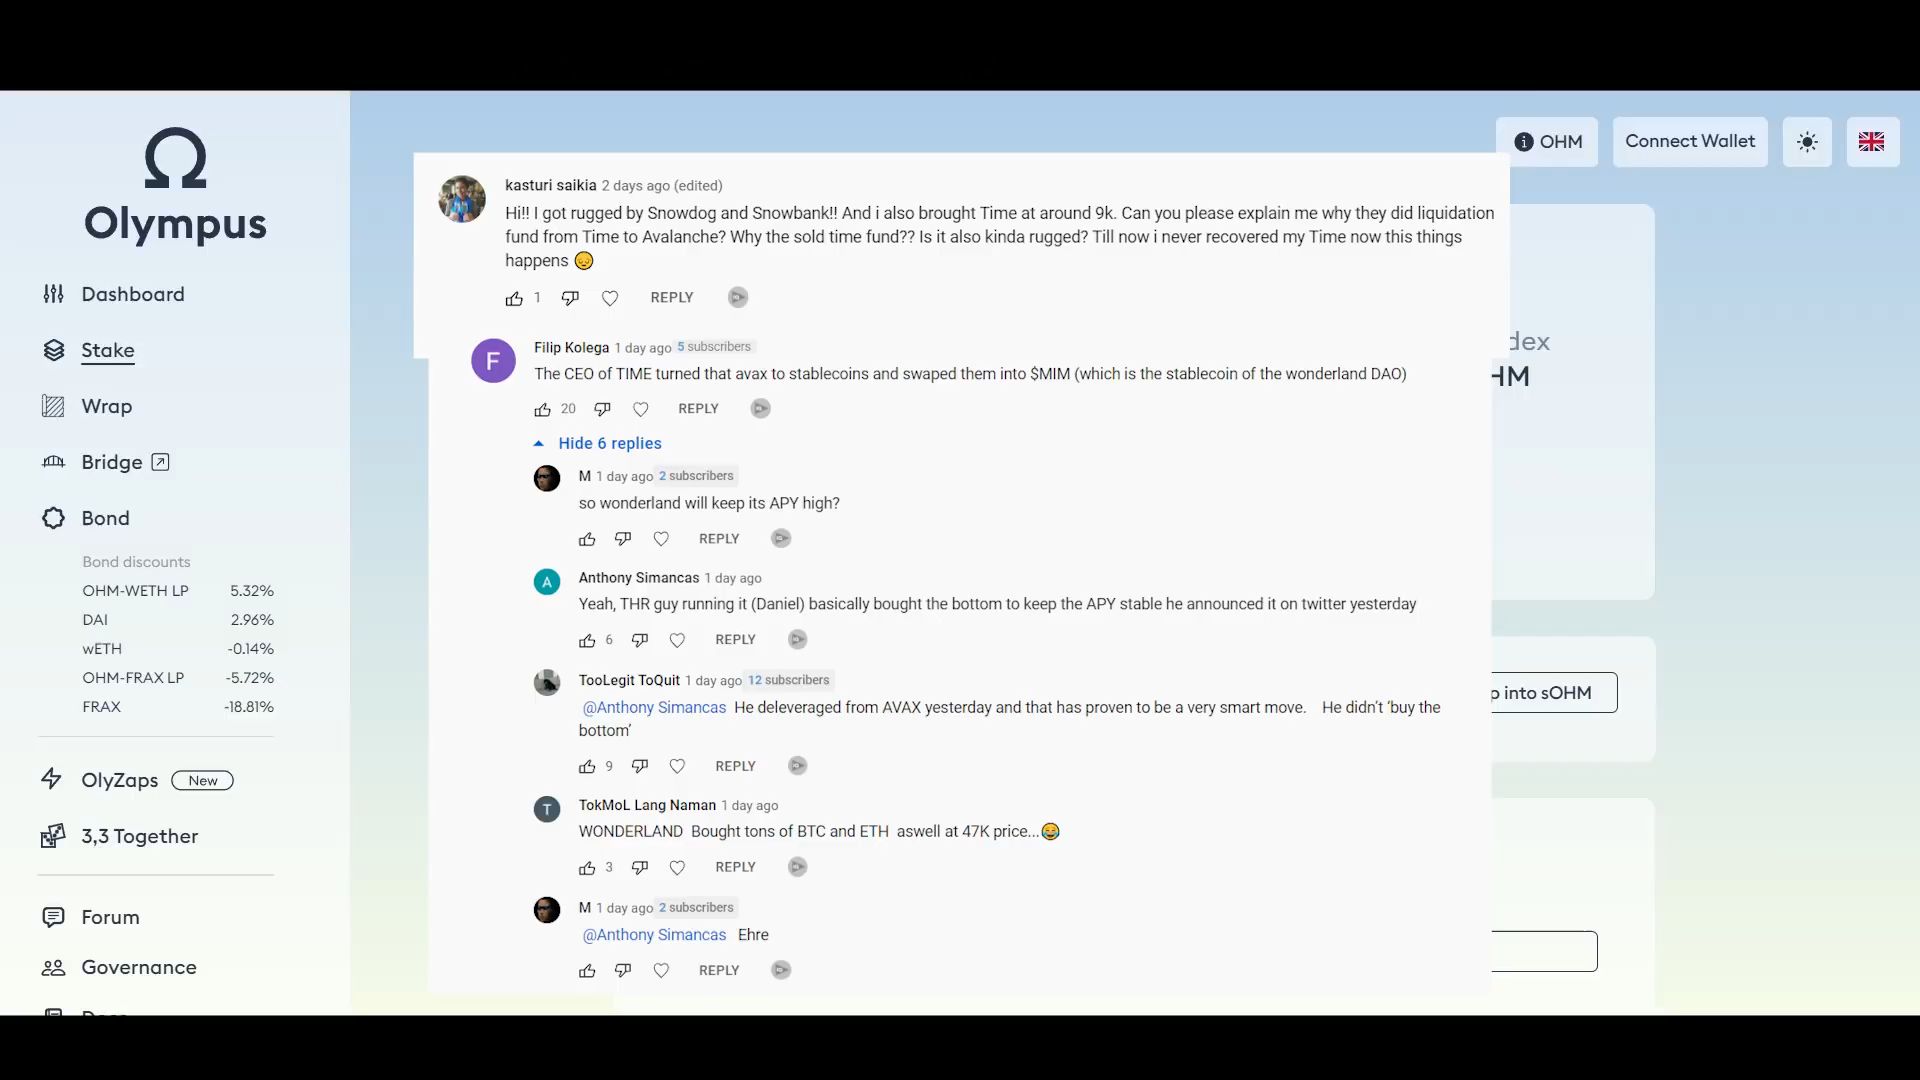 Olympus
Dashboard
Stake
Wrap
Bridge
Bond
Bond discounts
OHM-WETH LP 5.32%
DAI 2.96%
wETH -0.14%
OHM-FRAX LP -5.72%
FRAX -18.81%
OlyZaps New
3,3 Together
Forum
Governance
OHM
Connect Wallet
kasturi saikia 2 days ago (edited)
Hi!! I got rugged by Snowdog and Snowbank!! And i also brought Time at around 9k. Can you please explain me why they did liquidation
fund from Time to Avalanche? Why the sold time fund?? Is it also kinda rugged? Till now i never recovered my Time now this things
happens 😔
1 REPLY
Filip Kolega 1 day ago 5 subscribers
The CEO of TIME turned that avax to stablecoins and swaped them into $MIM (which is the stablecoin of the wonderland DAO)
20 REPLY
Hide 6 replies
M 1 day ago 2 subscribers
so wonderland will keep its APY high?
REPLY
Anthony Simancas 1 day ago
Yeah, THR guy running it (Daniel) basically bought the bottom to keep the APY stable he announced it on twitter yesterday
6 REPLY
TooLegit ToQuit 1 day ago 12 subscribers
@Anthony Simancas He deleveraged from AVAX yesterday and that has proven to be a very smart move. He didn't 'buy the
bottom'
9 REPLY
TokMoL Lang Naman 1 day ago
WONDERLAND Bought tons of BTC and ETH aswell at 47K price...😂
3 REPLY
M 1 day ago 2 subscribers
@Anthony Simancas Ehre
REPLY
dex
HM
p into sOHM